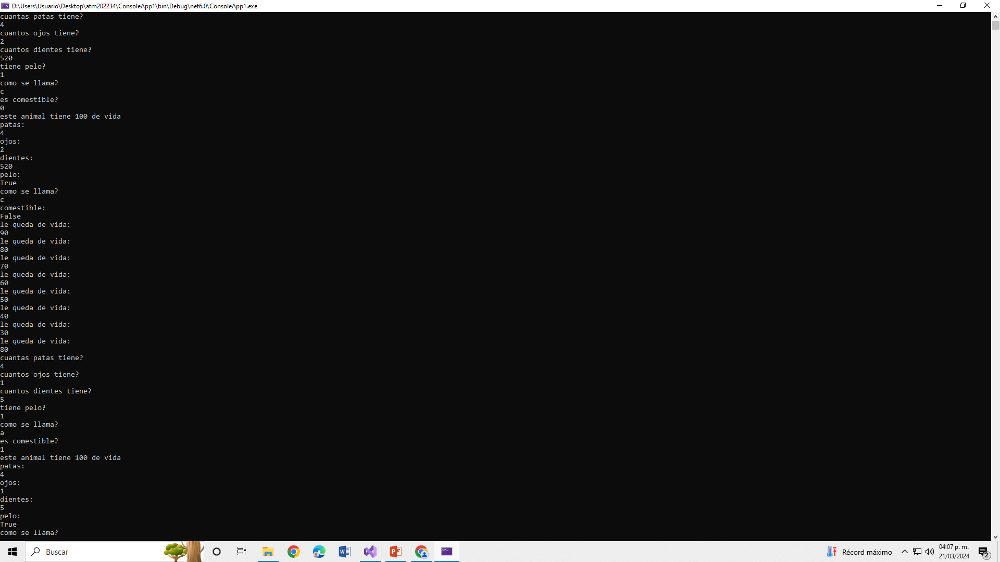 D:\Users\Usuario\Desktop\atm202234\ConsoleApp1\bin\Debug\net6.0\ConsoleApp1.exe
cuantas patas tiene?
4
cuantos ojos tiene?
2
cuantos dientes tiene?
520
tiene pelo?
1
como se llama?
c
es comestible?
0
este animal tiene 100 de vida
patas:
4
ojos:
2
dientes:
520
pelo:
True
como se llama?
c
comestible:
False
le queda de vida:
90
le queda de vida:
80
le queda de vida:
70
le queda de vida:
60
le queda de vida:
50
le queda de vida:
40
le queda de vida:
30
le queda de vida:
80
cuantas patas tiene?
4
cuantos ojos tiene?
1
cuantos dientes tiene?
5
tiene pelo?
1
como se llama?
a
es comestible?
1
este animal tiene 100 de vida
patas:
4
ojos:
1
dientes:
5
pelo:
True
como se llama?
Buscar
Récord máximo
04:07 p. m.
21/03/2024
2